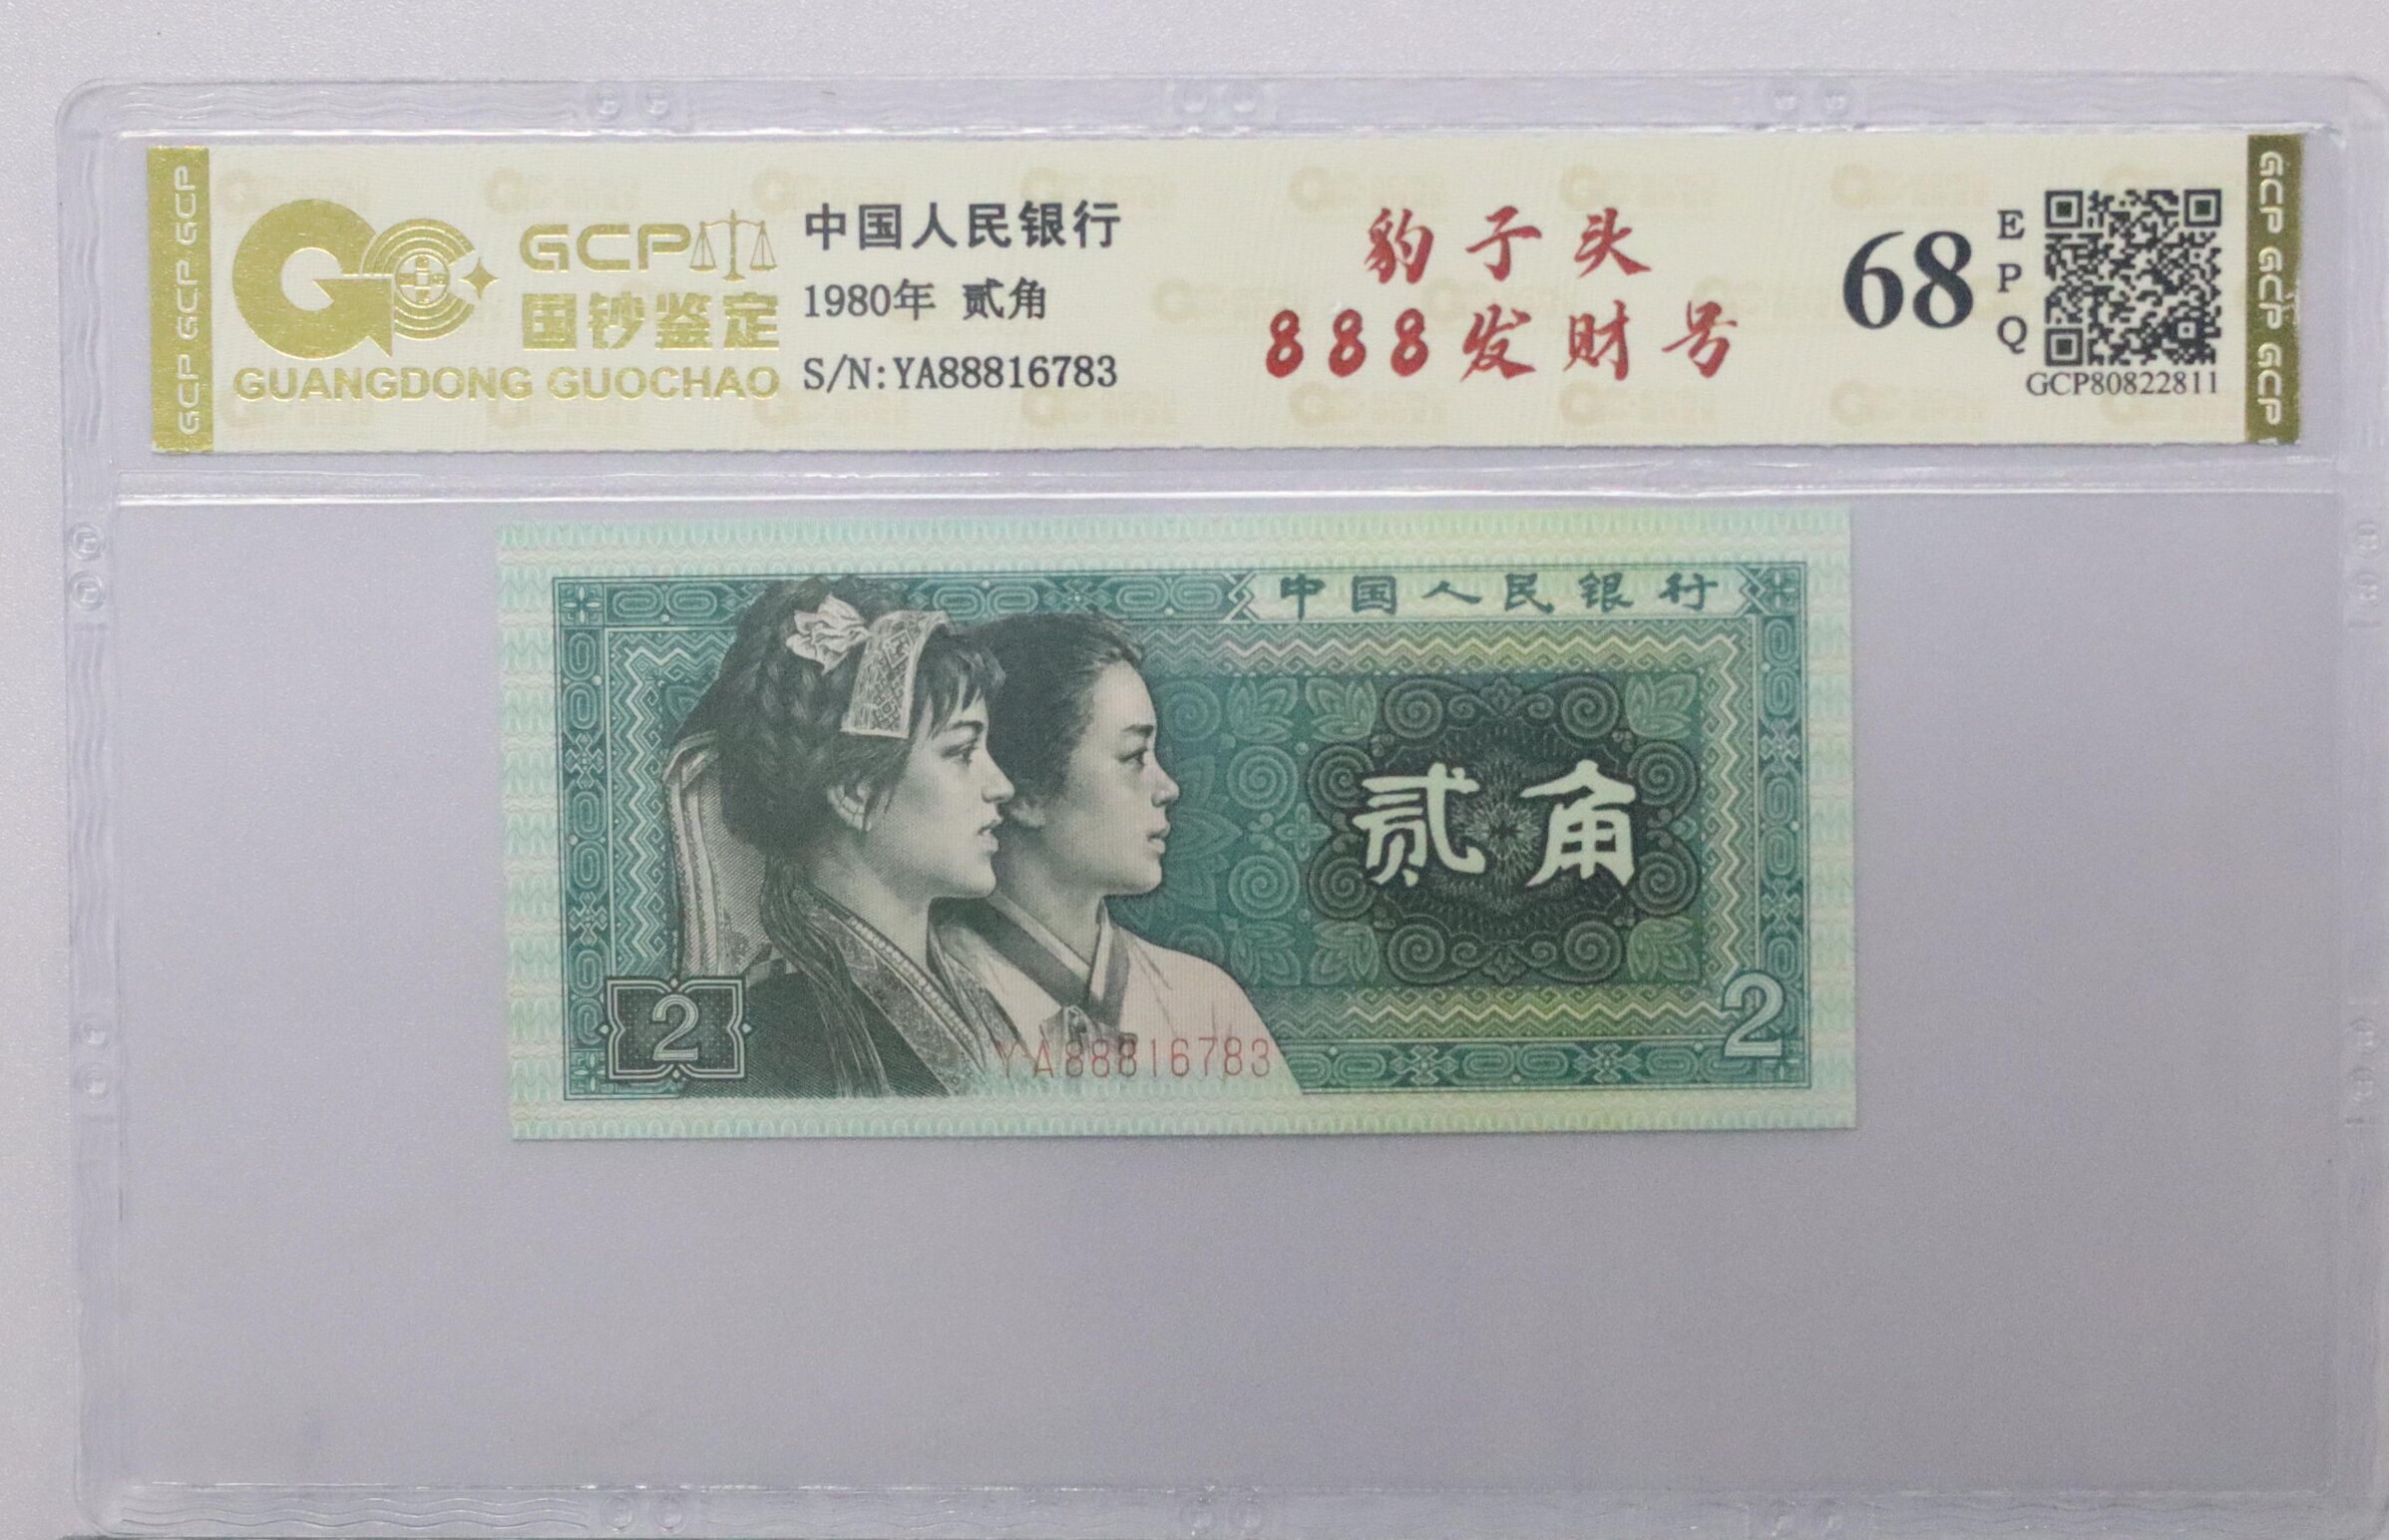 GCP GCP GCP
GCP
国钞鉴定
GUANGDONG GUOCHAO
中国人民银行
1980年 贰角
S/N:YA88816783
豹子头
888发财号
68
EPQ
GCP80822811
GCP GCP GCP
中国人民银行
贰角
2
YA88816783
2